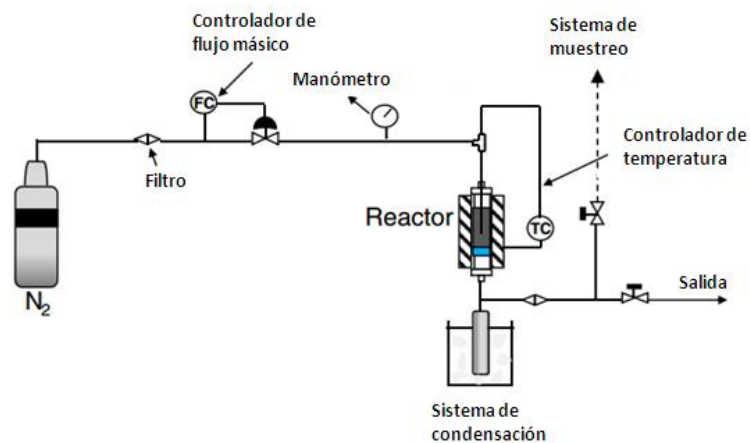 Controlador de
flujo másico
Sistema de
muestreo
Manómetro
FC
Controlador de
temperatura
Filtro
Reactor
TC
N₂
Salida
Sistema de
condensación